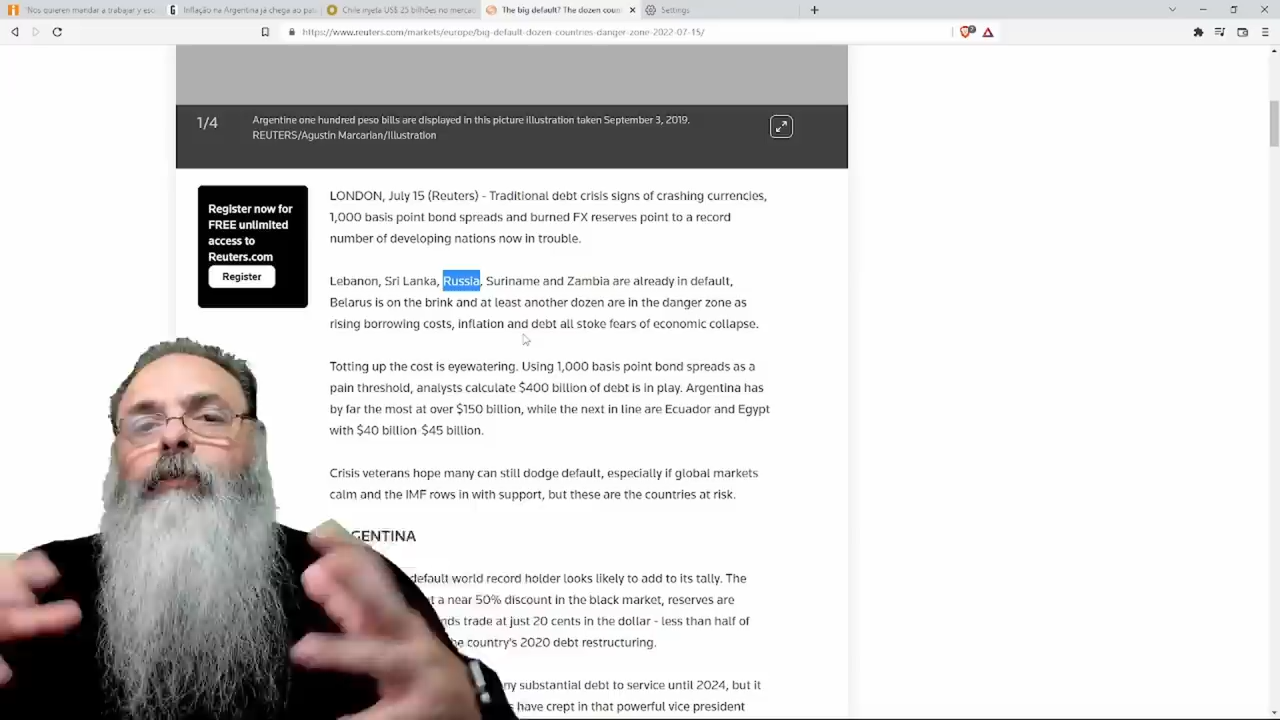 "Nos quieren mandar a trabajar y eso
Inflação na Argentina já chega ao pat
Chile injeta US$ 25 bilhões no mercad
The big default? The dozen coun
Settings
https://www.reuters.com/markets/europe/big-default-dozen-countries-danger-zone-2022-07-15/
1/4
Argentine one hundred peso bills are displayed in this picture illustration taken September 3, 2019.
REUTERS/Agustin Marcarian/Illustration
Register now for
FREE unlimited
access to
Reuters.com
Register
LONDON, July 15 (Reuters) - Traditional debt crisis signs of crashing currencies,
1,000 basis point bond spreads and burned FX reserves point to a record
number of developing nations now in trouble.
Lebanon, Sri Lanka, Russia, Suriname and Zambia are already in default,
Belarus is on the brink and at least another dozen are in the danger zone as
rising borrowing costs, inflation and debt all stoke fears of economic collapse.
Totting up the cost is eyewatering. Using 1,000 basis point bond spreads as a
pain threshold, analysts calculate $400 billion of debt is in play. Argentina has
by far the most at over $150 billion, while the next in line are Ecuador and Egypt
with $40 billion-$45 billion.
Crisis veterans hope many can still dodge default, especially if global markets
calm and the IMF rows in with support, but these are the countries at risk.
GENTINA
default world record holder looks likely to add to its tally. The
t a near 50% discount in the black market, reserves are
nds trade at just 20 cents in the dollar - less than half of
he country's 2020 debt restructuring.
ny substantial debt to service until 2024, but it
s have crept in that powerful vice president